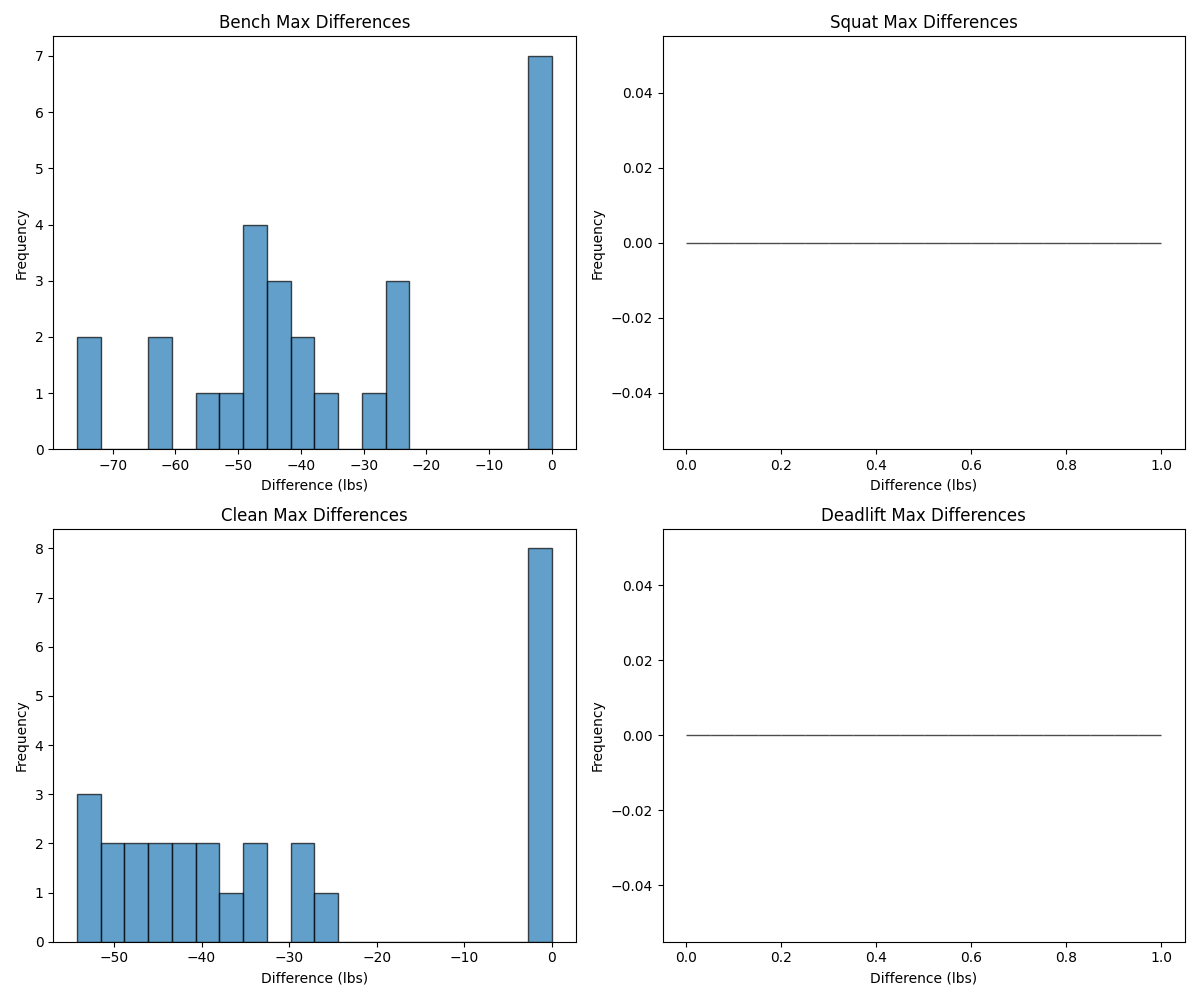 Bench Max Differences
7
6
5
4
3
2
1
0
Frequency
−70 −60 −50 −40 −30 −20 −10 0
Difference (lbs)
Squat Max Differences
0.04
0.02
0.00
−0.02
−0.04
Frequency
0.0 0.2 0.4 0.6 0.8 1.0
Difference (lbs)
Clean Max Differences
8
7
6
5
4
3
2
1
0
Frequency
−50 −40 −30 −20 −10 0
Difference (lbs)
Deadlift Max Differences
0.04
0.02
0.00
−0.02
−0.04
Frequency
0.0 0.2 0.4 0.6 0.8 1.0
Difference (lbs)